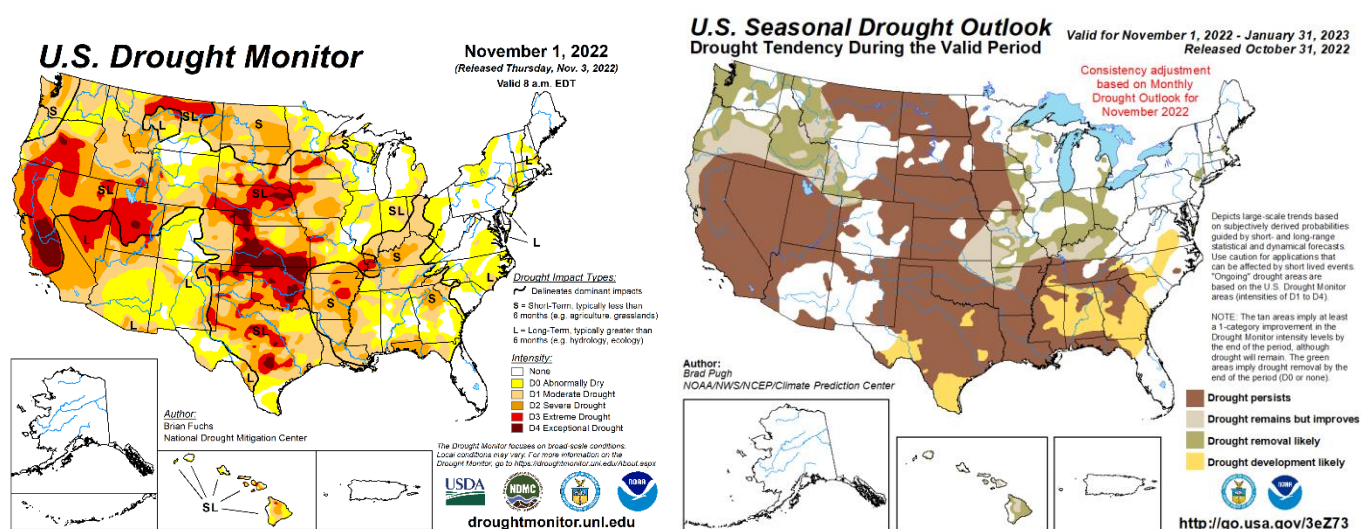 U.S. Drought Monitor
November 1, 2022
(Released Thursday, Nov. 3, 2022)
Valid 8 a.m. EDT
S
SL
L
L
S
S
S
L
SL
SL
SL
L
L
L
S
S
S
SL
L
L
Drought Impact Types:
Delineates dominant impacts
S = Short-Term, typically less than
6 months (e.g. agriculture, grasslands)
L = Long-Term, typically greater than
6 months (e.g. hydrology, ecology)
Intensity:
None
D0 Abnormally Dry
D1 Moderate Drought
D2 Severe Drought
D3 Extreme Drought
D4 Exceptional Drought
Author:
Brian Fuchs
National Drought Mitigation Center
SL
The Drought Monitor focuses on broad-scale conditions.
Local conditions may vary. For more information on the
Drought Monitor, go to https://droughtmonitor.unl.edu/About.aspx
USDA
NDMC
NOAA
droughtmonitor.unl.edu
U.S. Seasonal Drought Outlook
Drought Tendency During the Valid Period
Valid for November 1, 2022 - January 31, 2023
Released October 31, 2022
Consistency adjustment
based on Monthly
Drought Outlook for
November 2022
Depicts large-scale trends based
on subjectively derived probabilities
guided by short- and long-range
statistical and dynamical forecasts.
Use caution for applications that
can be affected by short lived events.
"Ongoing" drought areas are
based on the U.S. Drought Monitor
areas (intensities of D1 to D4).
NOTE: The tan areas imply at least
a 1-category improvement in the
Drought Monitor intensity levels by
the end of the period, although
drought will remain. The green
areas imply drought removal by the
end of the period (D0 or none).
Author:
Brad Pugh
NOAA/NWS/NCEP/Climate Prediction Center
Drought persists
Drought remains but improves
Drought removal likely
Drought development likely
NOAA
http://go.usa.gov/3eZ73